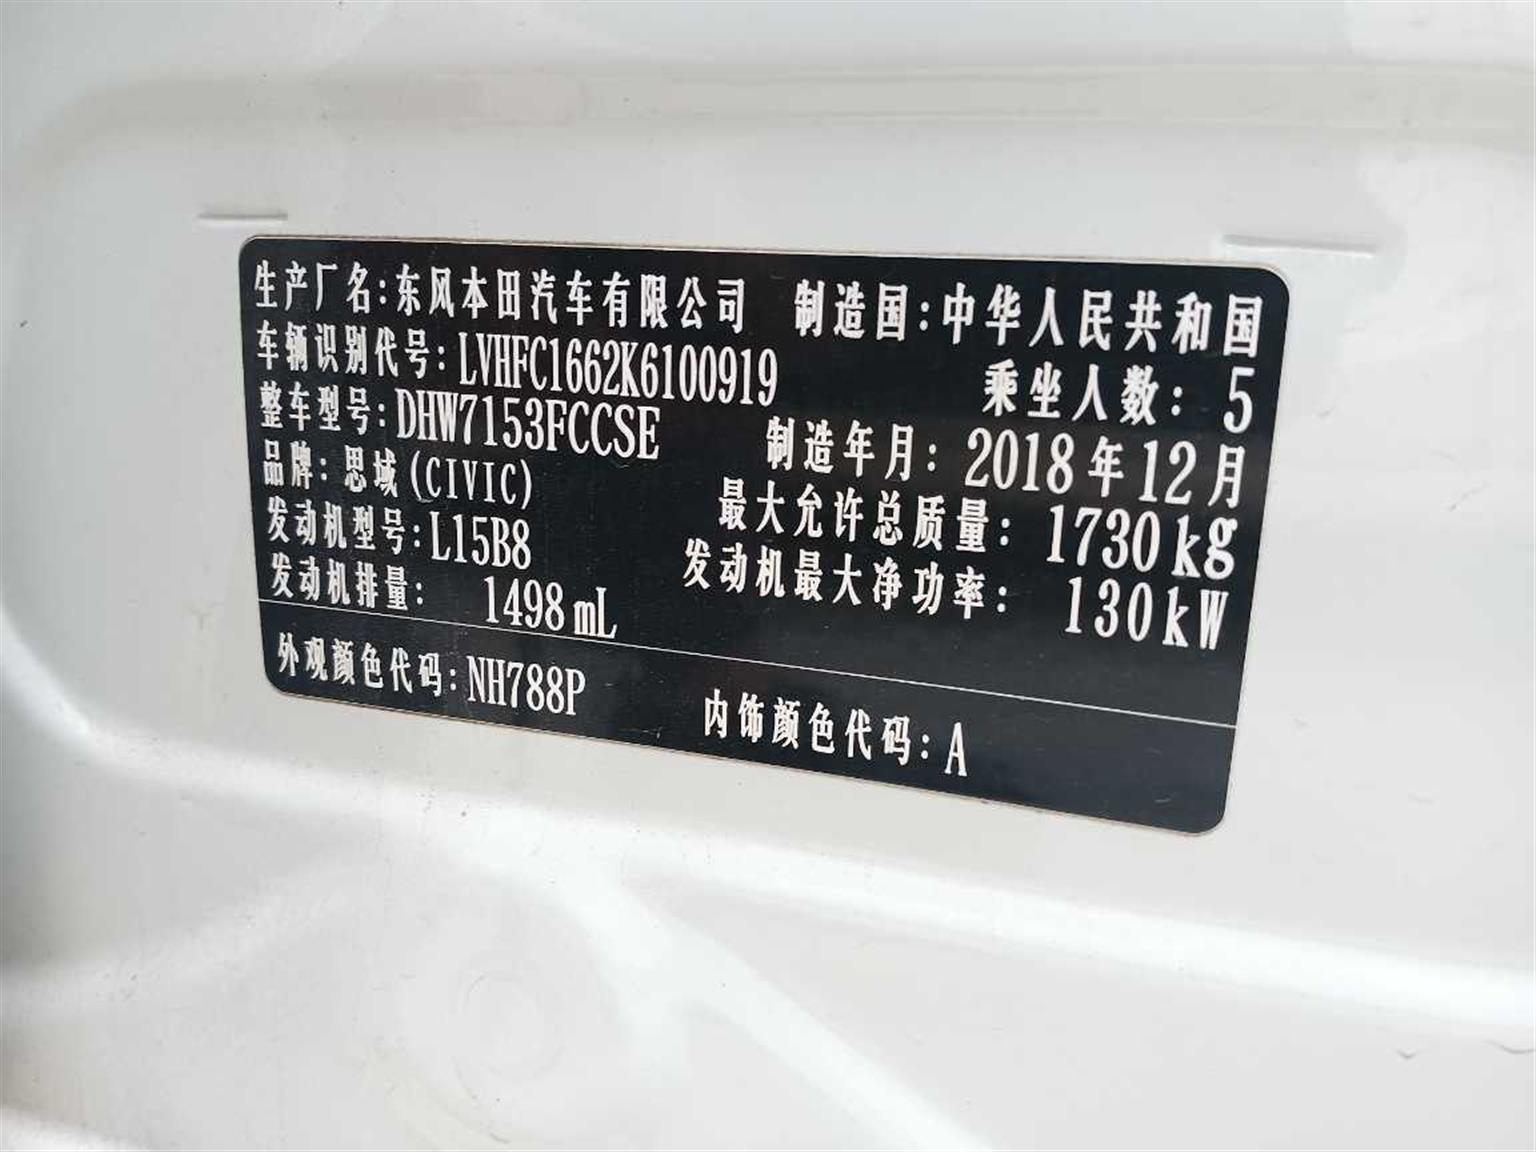 生产厂名:东风本田汽车有限公司 制造国:中华人民共和国
车辆识别代号:LVHFC1662K6100919 乘坐人数:5
整车型号:DHW7153FCCSE 制造年月:2018年12月
品牌:思域(CIVIC) 最大允许总质量:1730kg
发动机型号:L15B8 发动机最大净功率:130kW
发动机排量:1498mL
外观颜色代码:NH788P 内饰颜色代码:A